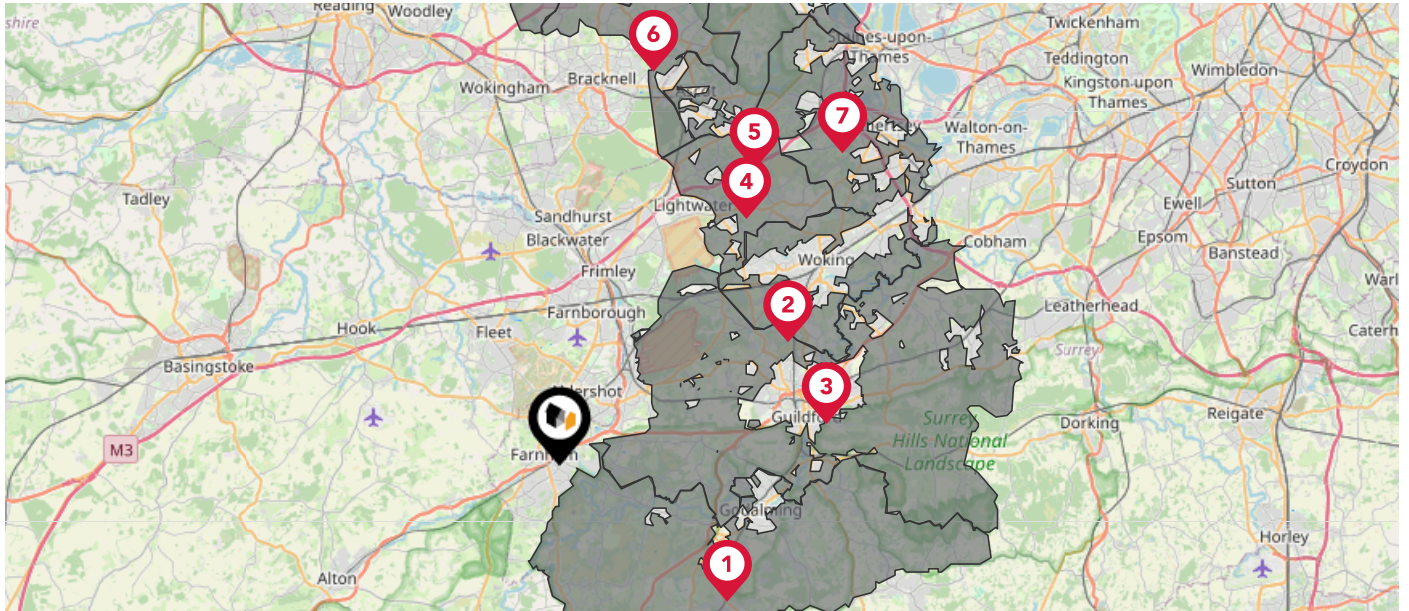 Reading
Woodley
shire
6
Staines-upon-
Thames
Twickenham
Teddington
Wimbledon
Kingston upon
Thames
Bracknell
Wokingham
7
5
Walton-on-
Thames
Croydon
4
Tadley
Lightwater
Sutton
Sandhurst
Blackwater
Ewell
Epsom
Cobham
Banstead
Woking
Frimley
2
Leatherhead
Farnborough
Hook
Fleet
Surrey
Basingstoke
3
Guildford
Reigate
Surrey
Hills National
Landscape
Dorking
M3
Farnham
Godalming
Horley
1
Alton